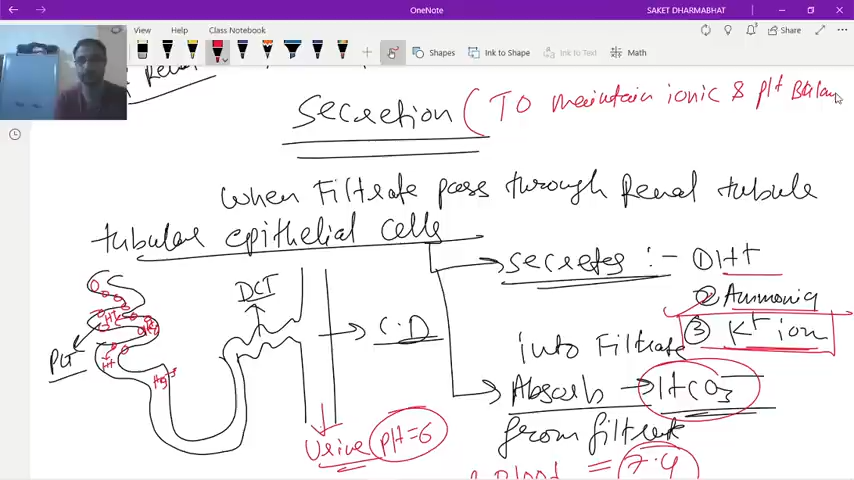 OneNote
SAKET DHARMABHAT
View Help Class Notebook
Share
Shapes Ink to Shape Ink to Text Math
Renal
Secretion ( To maintain ionic & pH
When Filtrate pass through Renal tubule
tubular epithelial cells
secretes :- ① H+
② Ammonia
③ K+ ion
into Filtrate
Absorb → HCO3-
from filtrate
DCT
C.D
PCT
H+
H+
Urine pH=6
Blood = 7.4